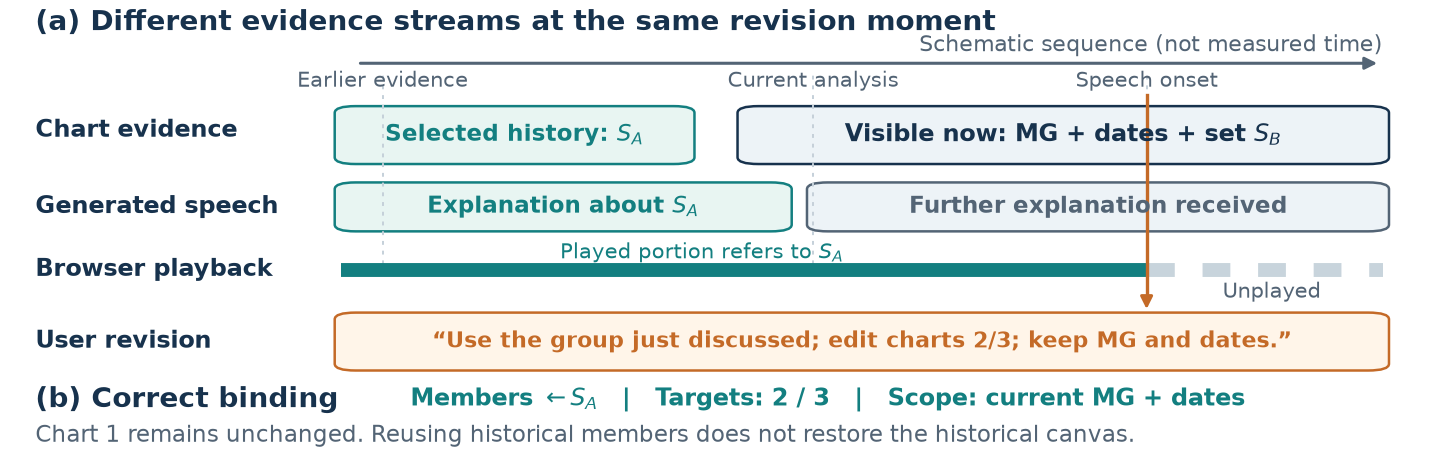 (a) Different evidence streams at the same revision moment
Schematic sequence (not measured time)
Earlier evidence Current analysis Speech onset
Chart evidence Selected history: S_A Visible now: MG + dates + set S_B
Generated speech Explanation about S_A Further explanation received
Played portion refers to S_A
Browser playback
Unplayed
User revision “Use the group just discussed; edit charts 2/3; keep MG and dates.”
(b) Correct binding Members ← S_A | Targets: 2 / 3 | Scope: current MG + dates
Chart 1 remains unchanged. Reusing historical members does not restore the historical canvas.